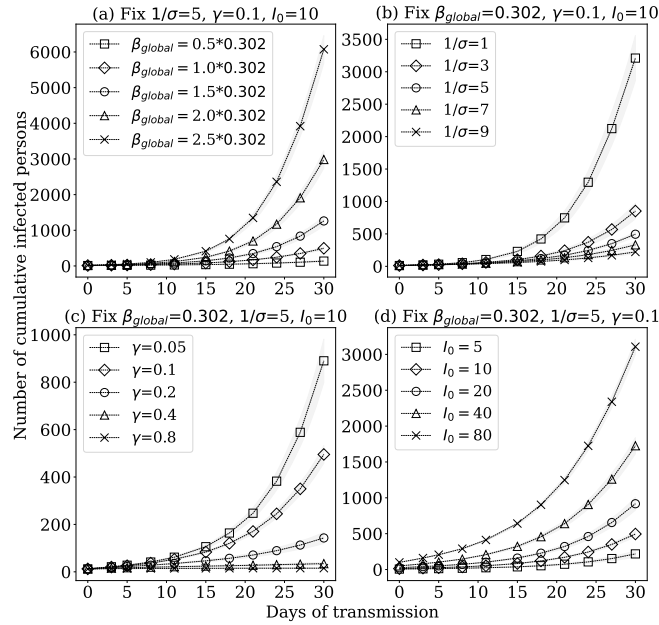 (a) Fix 1/σ=5, γ=0.1, I₀=10
β_global = 0.5*0.302
β_global = 1.0*0.302
β_global = 1.5*0.302
β_global = 2.0*0.302
β_global = 2.5*0.302
6000
5000
4000
3000
2000
1000
0
0 5 10 15 20 25 30
(b) Fix β_global=0.302, γ=0.1, I₀=10
1/σ=1
1/σ=3
1/σ=5
1/σ=7
1/σ=9
3500
3000
2500
2000
1500
1000
500
0
0 5 10 15 20 25 30
Number of cumulative infected persons
(c) Fix β_global=0.302, 1/σ=5, I₀=10
γ=0.05
γ=0.1
γ=0.2
γ=0.4
γ=0.8
1000
800
600
400
200
0
0 5 10 15 20 25 30
(d) Fix β_global=0.302, 1/σ=5, γ=0.1
I₀ = 5
I₀ = 10
I₀ = 20
I₀ = 40
I₀ = 80
3000
2500
2000
1500
1000
500
0
0 5 10 15 20 25 30
Days of transmission